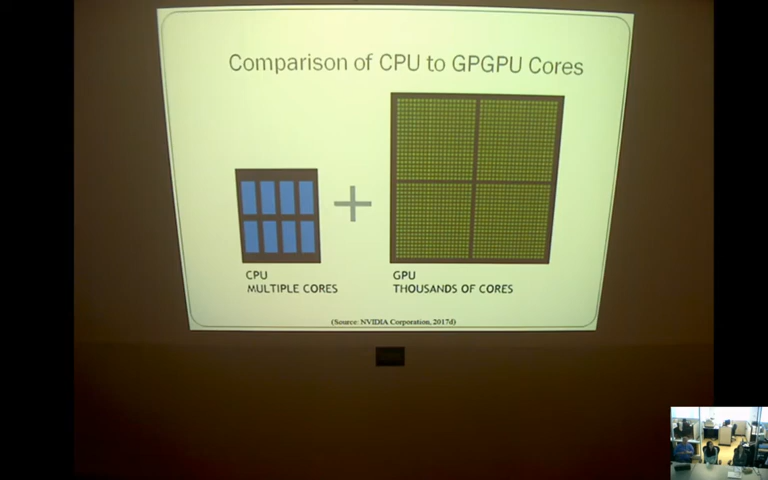 Comparison of CPU to GPGPU Cores
CPU
MULTIPLE CORES
GPU
THOUSANDS OF CORES
(Source: NVIDIA Corporation, 2017d)